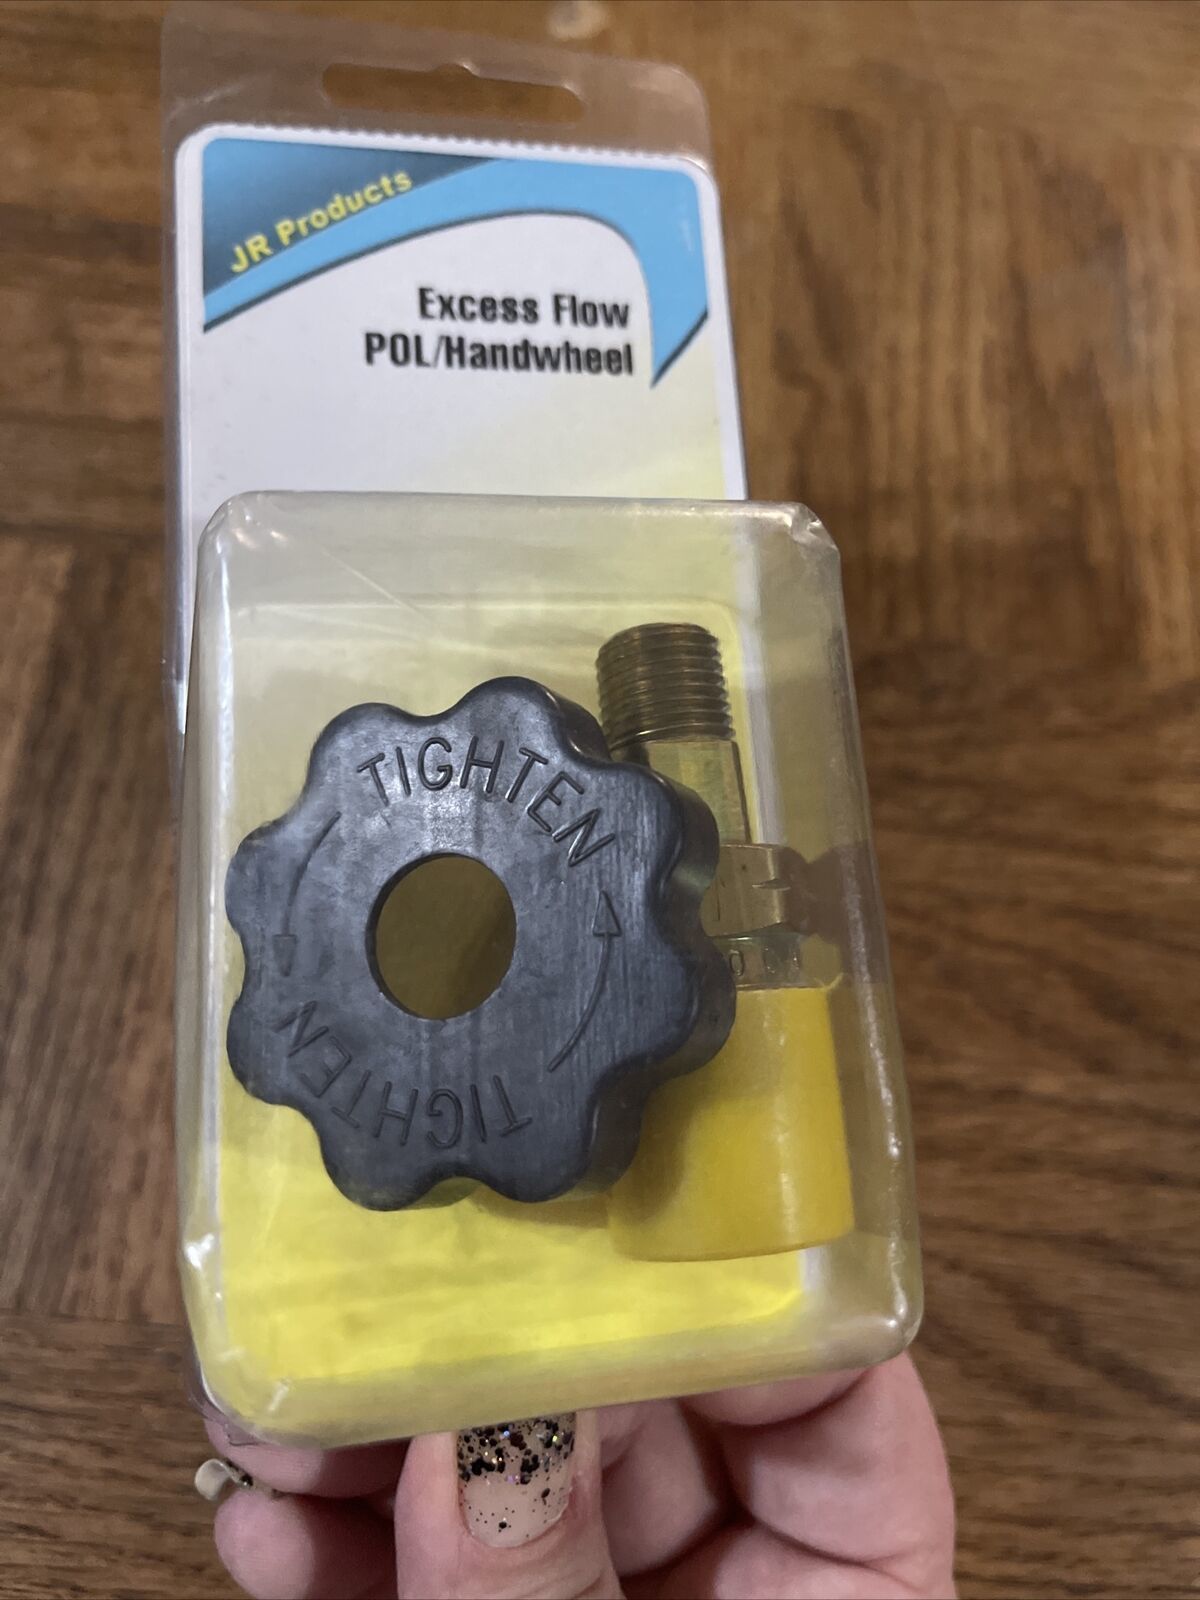 JR Products
Excess Flow
POL/Handwheel
TIGHTEN
TIGHTEN